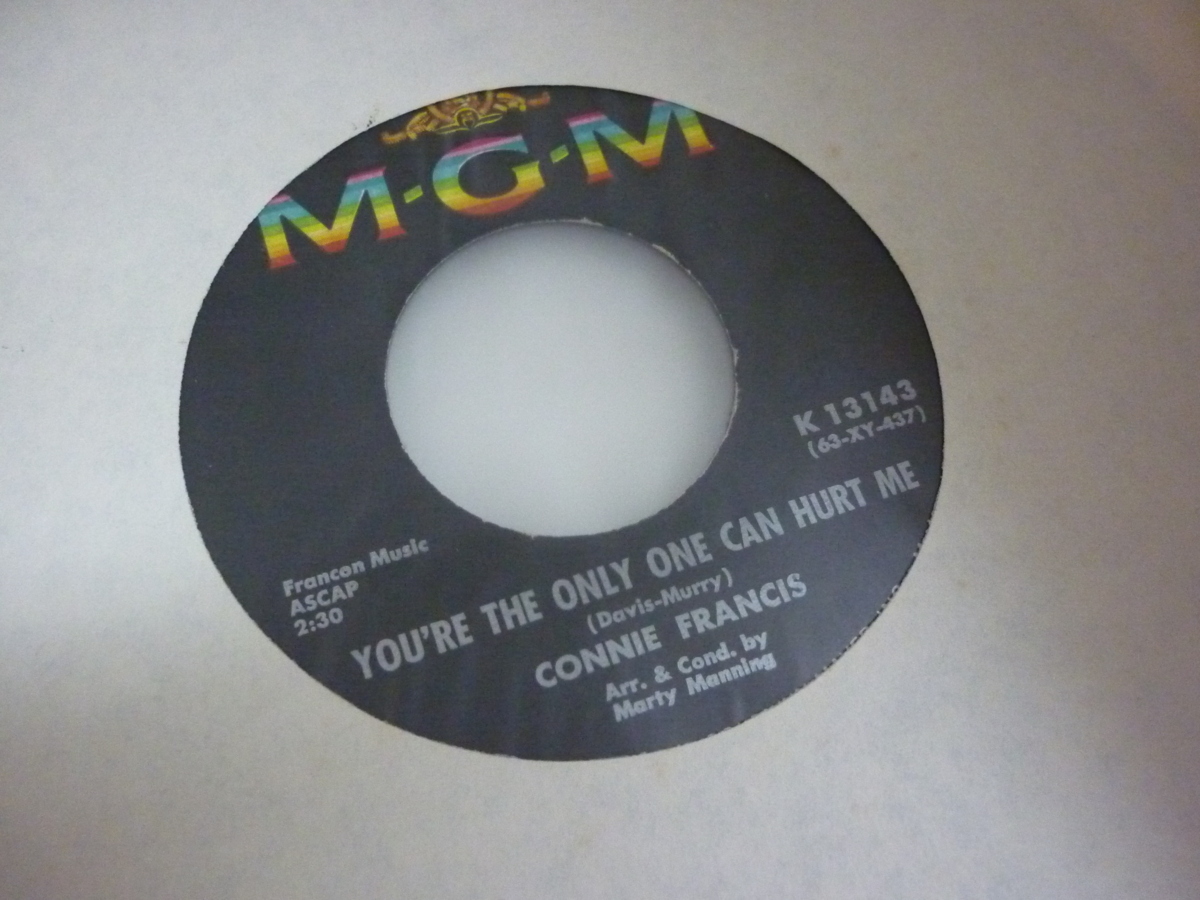 M-G-M
K 13143
(63-XY-437)
Francon Music
ASCAP
2:30
YOU'RE THE ONLY ONE CAN HURT ME
(Davis-Murry)
CONNIE FRANCIS
Arr. & Cond. by
Marty Manning